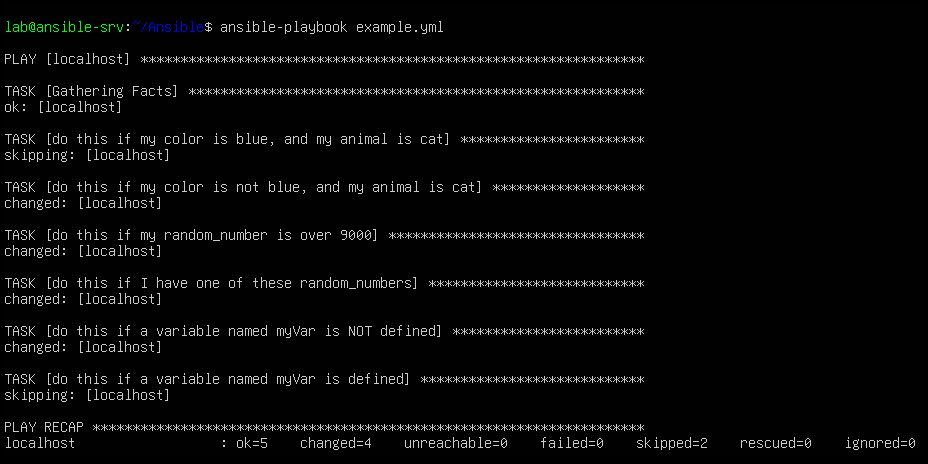 lab@ansible-srv:~/Ansible$ ansible-playbook example.yml
PLAY [localhost] ***************************************************************
TASK [Gathering Facts] *********************************************************
ok: [localhost]
TASK [do this if my color is blue, and my animal is cat] ***********************
skipping: [localhost]
TASK [do this if my color is not blue, and my animal is cat] *******************
changed: [localhost]
TASK [do this if my random_number is over 9000] ********************************
changed: [localhost]
TASK [do this if I have one of these random_numbers] ***************************
changed: [localhost]
TASK [do this if a variable named myVar is NOT defined] ************************
changed: [localhost]
TASK [do this if a variable named myVar is defined] ****************************
skipping: [localhost]
PLAY RECAP *********************************************************************
localhost                  : ok=5    changed=4    unreachable=0    failed=0    skipped=2    rescued=0    ignored=0